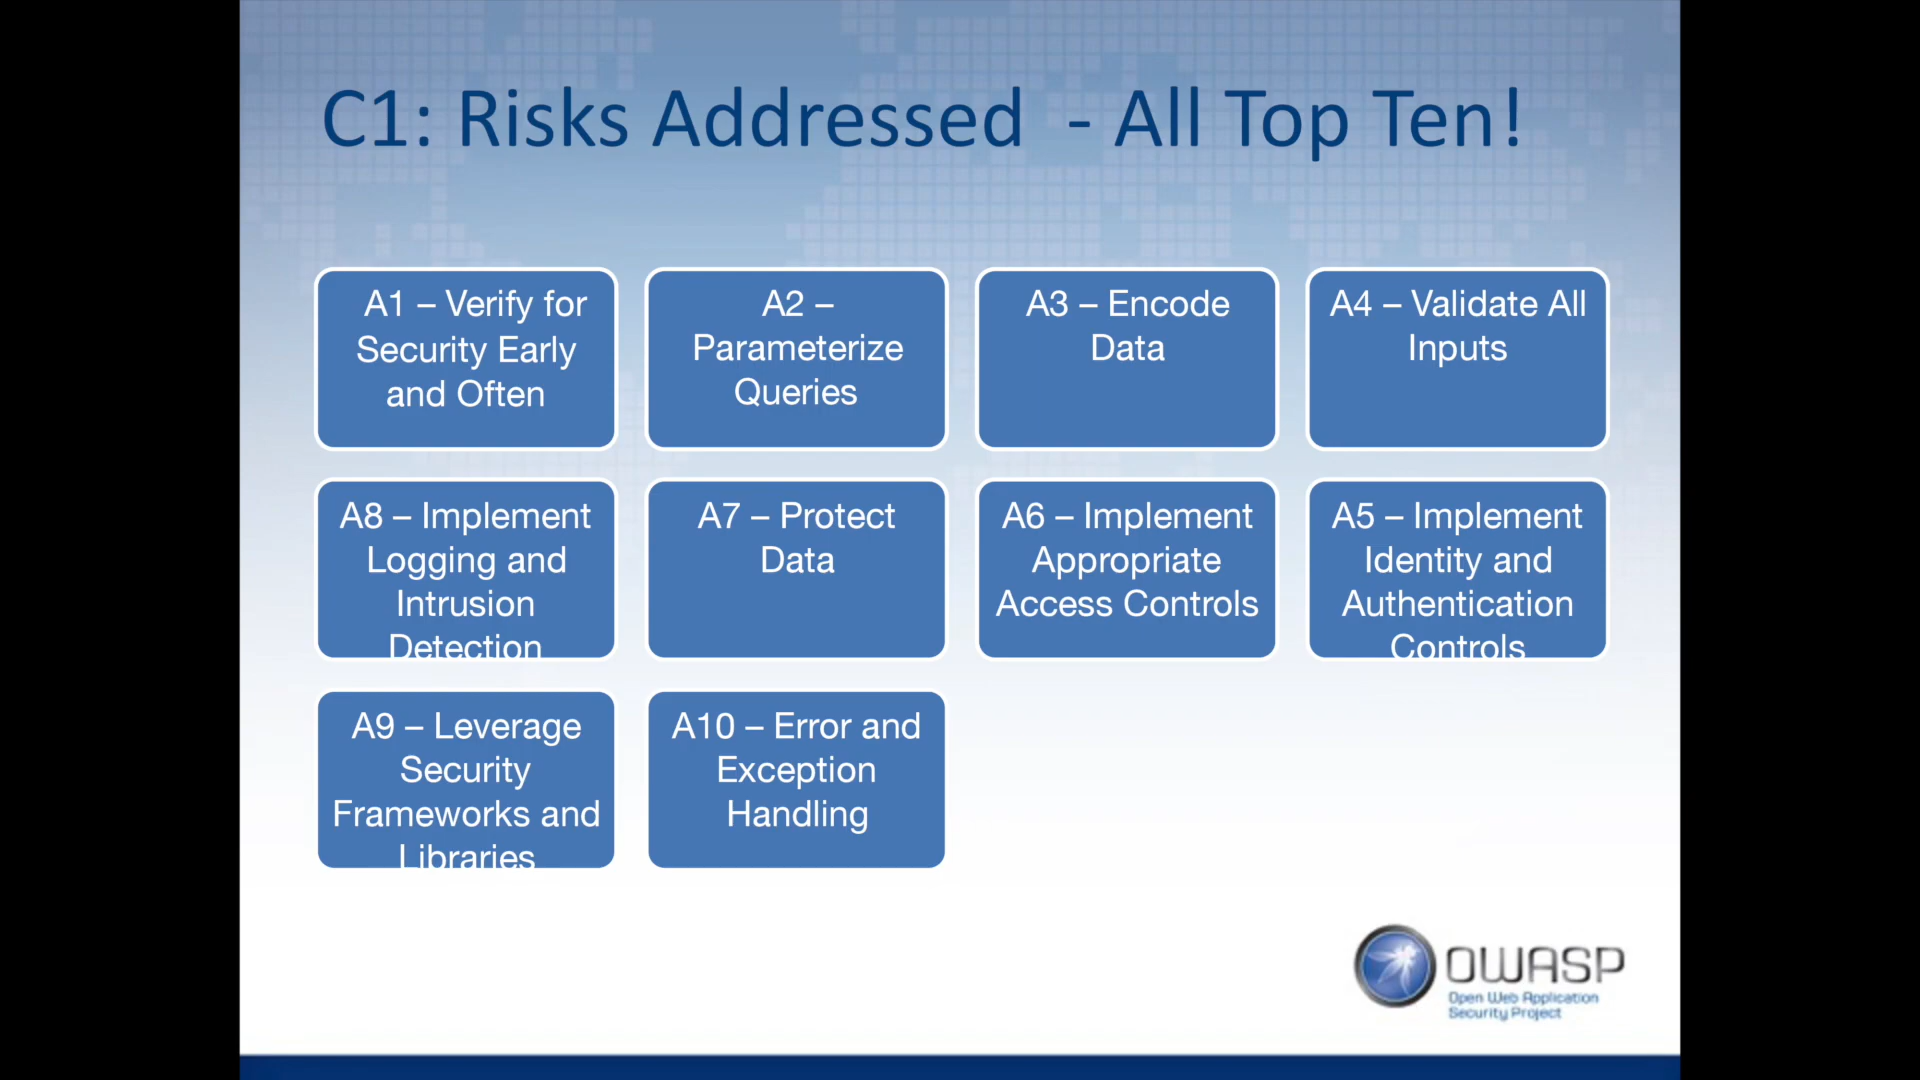 C1: Risks Addressed  - All Top Ten!
A1 – Verify for
Security Early
and Often
A2 –
Parameterize
Queries
A3 – Encode
Data
A4 – Validate All
Inputs
A8 – Implement
Logging and
Intrusion
Detection
A7 – Protect
Data
A6 – Implement
Appropriate
Access Controls
A5 – Implement
Identity and
Authentication
Controls
A9 – Leverage
Security
Frameworks and
Libraries
A10 – Error and
Exception
Handling
OWASP
Open Web Application
Security Project